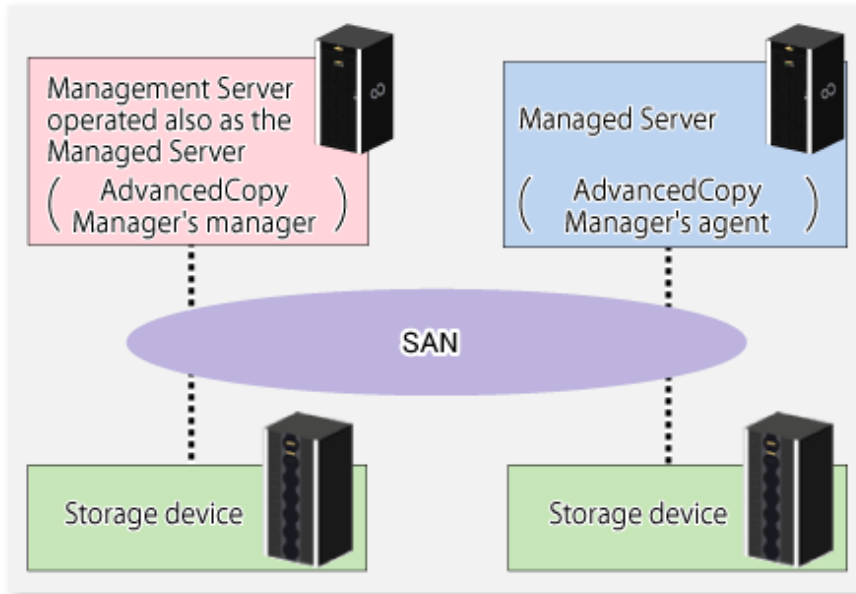 Management Server
operated also as the
Managed Server
( AdvancedCopy
Manager's manager )
Managed Server
( AdvancedCopy
Manager's agent )
SAN
Storage device
Storage device